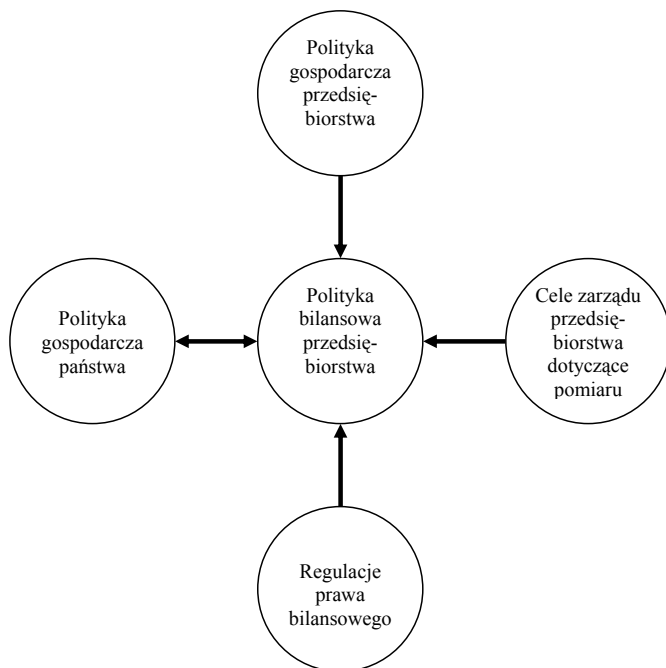 Polityka
gospodarcza
przedsię-
biorstwa
Polityka
gospodarcza
państwa
Polityka
bilansowa
przedsię-
biorstwa
Cele zarządu
przedsię-
biorstwa
dotyczące
pomiaru
Regulacje
prawa
bilansowego